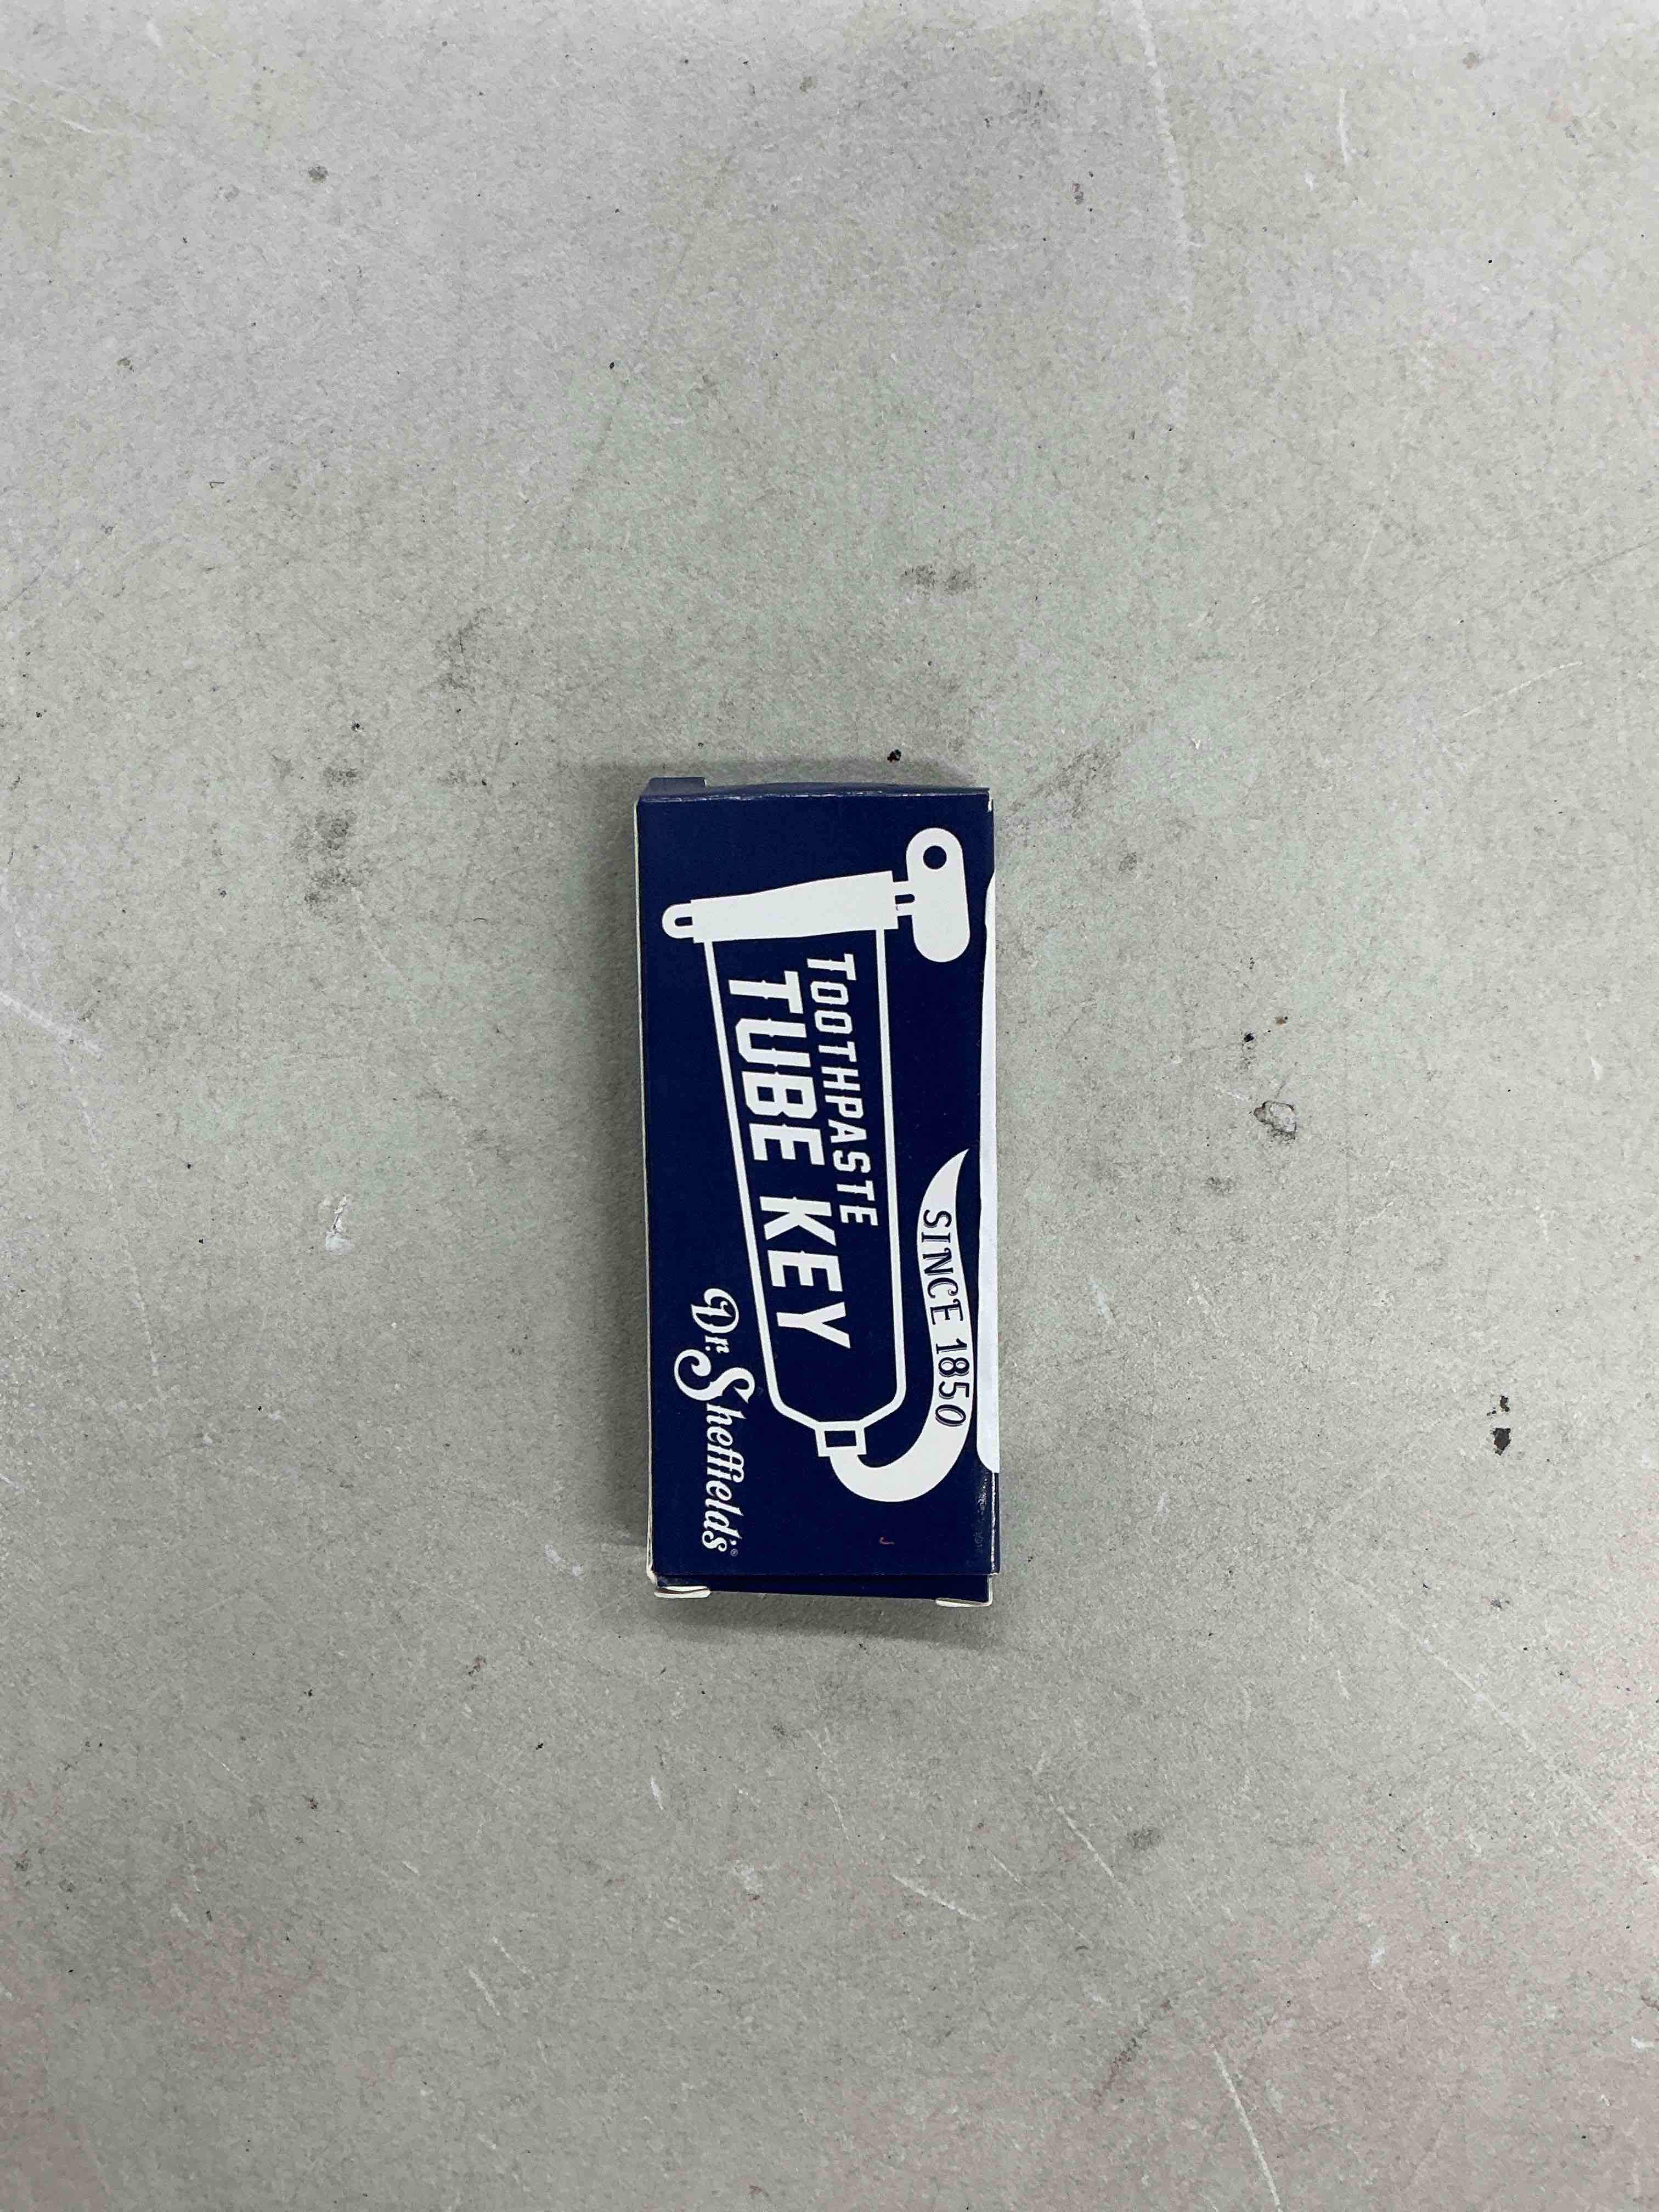 TOOTHPASTE
TUBE KEY
SINCE 1850
Dr. Sheffield's®